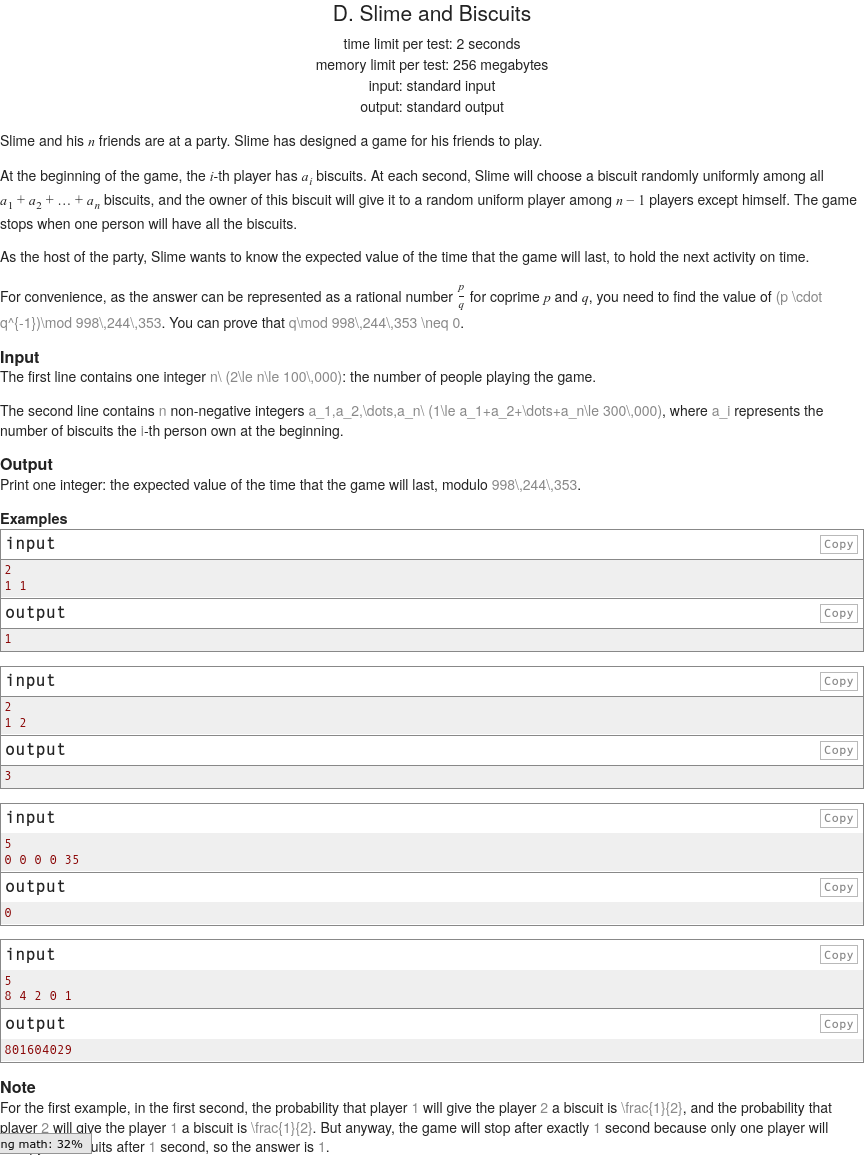 D. Slime and Biscuits
time limit per test: 2 seconds
memory limit per test: 256 megabytes
input: standard input
output: standard output
Slime and his n friends are at a party. Slime has designed a game for his friends to play.
At the beginning of the game, the i-th player has a_i biscuits. At each second, Slime will choose a biscuit randomly uniformly among all
a_1 + a_2 + … + a_n biscuits, and the owner of this biscuit will give it to a random uniform player among n − 1 players except himself. The game
stops when one person will have all the biscuits.
As the host of the party, Slime wants to know the expected value of the time that the game will last, to hold the next activity on time.
For convenience, as the answer can be represented as a rational number p/q for coprime p and q, you need to find the value of (p \cdot
q^{-1})\mod 998\,244\,353. You can prove that q\mod 998\,244\,353 \neq 0.
Input
The first line contains one integer n\ (2\le n\le 100\,000): the number of people playing the game.
The second line contains n non-negative integers a_1,a_2,\dots,a_n\ (1\le a_1+a_2+\dots+a_n\le 300\,000), where a_i represents the
number of biscuits the i-th person own at the beginning.
Output
Print one integer: the expected value of the time that the game will last, modulo 998\,244\,353.
Examples
input Copy
2
1 1
output Copy
1
input Copy
2
1 2
output Copy
3
input Copy
5
0 0 0 0 35
output Copy
0
input Copy
5
8 4 2 0 1
output Copy
801604029
Note
For the first example, in the first second, the probability that player 1 will give the player 2 a biscuit is \frac{1}{2}, and the probability that
player 2 will give the player 1 a biscuit is \frac{1}{2}. But anyway, the game will stop after exactly 1 second because only one player will
ng math: 32% uits after 1 second, so the answer is 1.